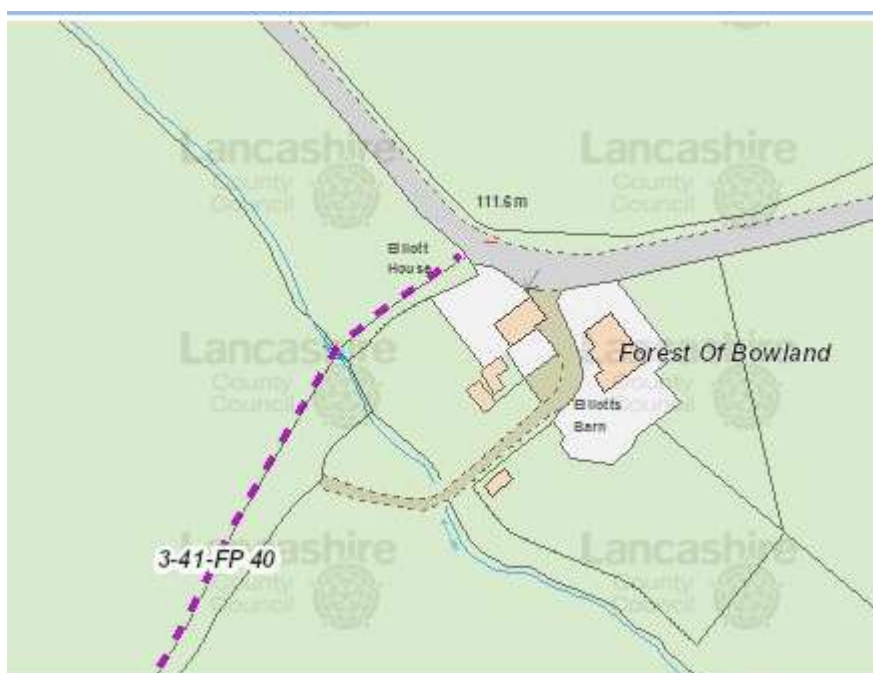 Lancashire
County
Council
Lancashire
County
Council
111.6m
Elliott
House
Lancashire
County
Council
Lancashire
County
Council
Forest Of Bowland
Elliotts
Barn
3-41-FP 40
Lancashire
County
Council
Lancashire
County
Council